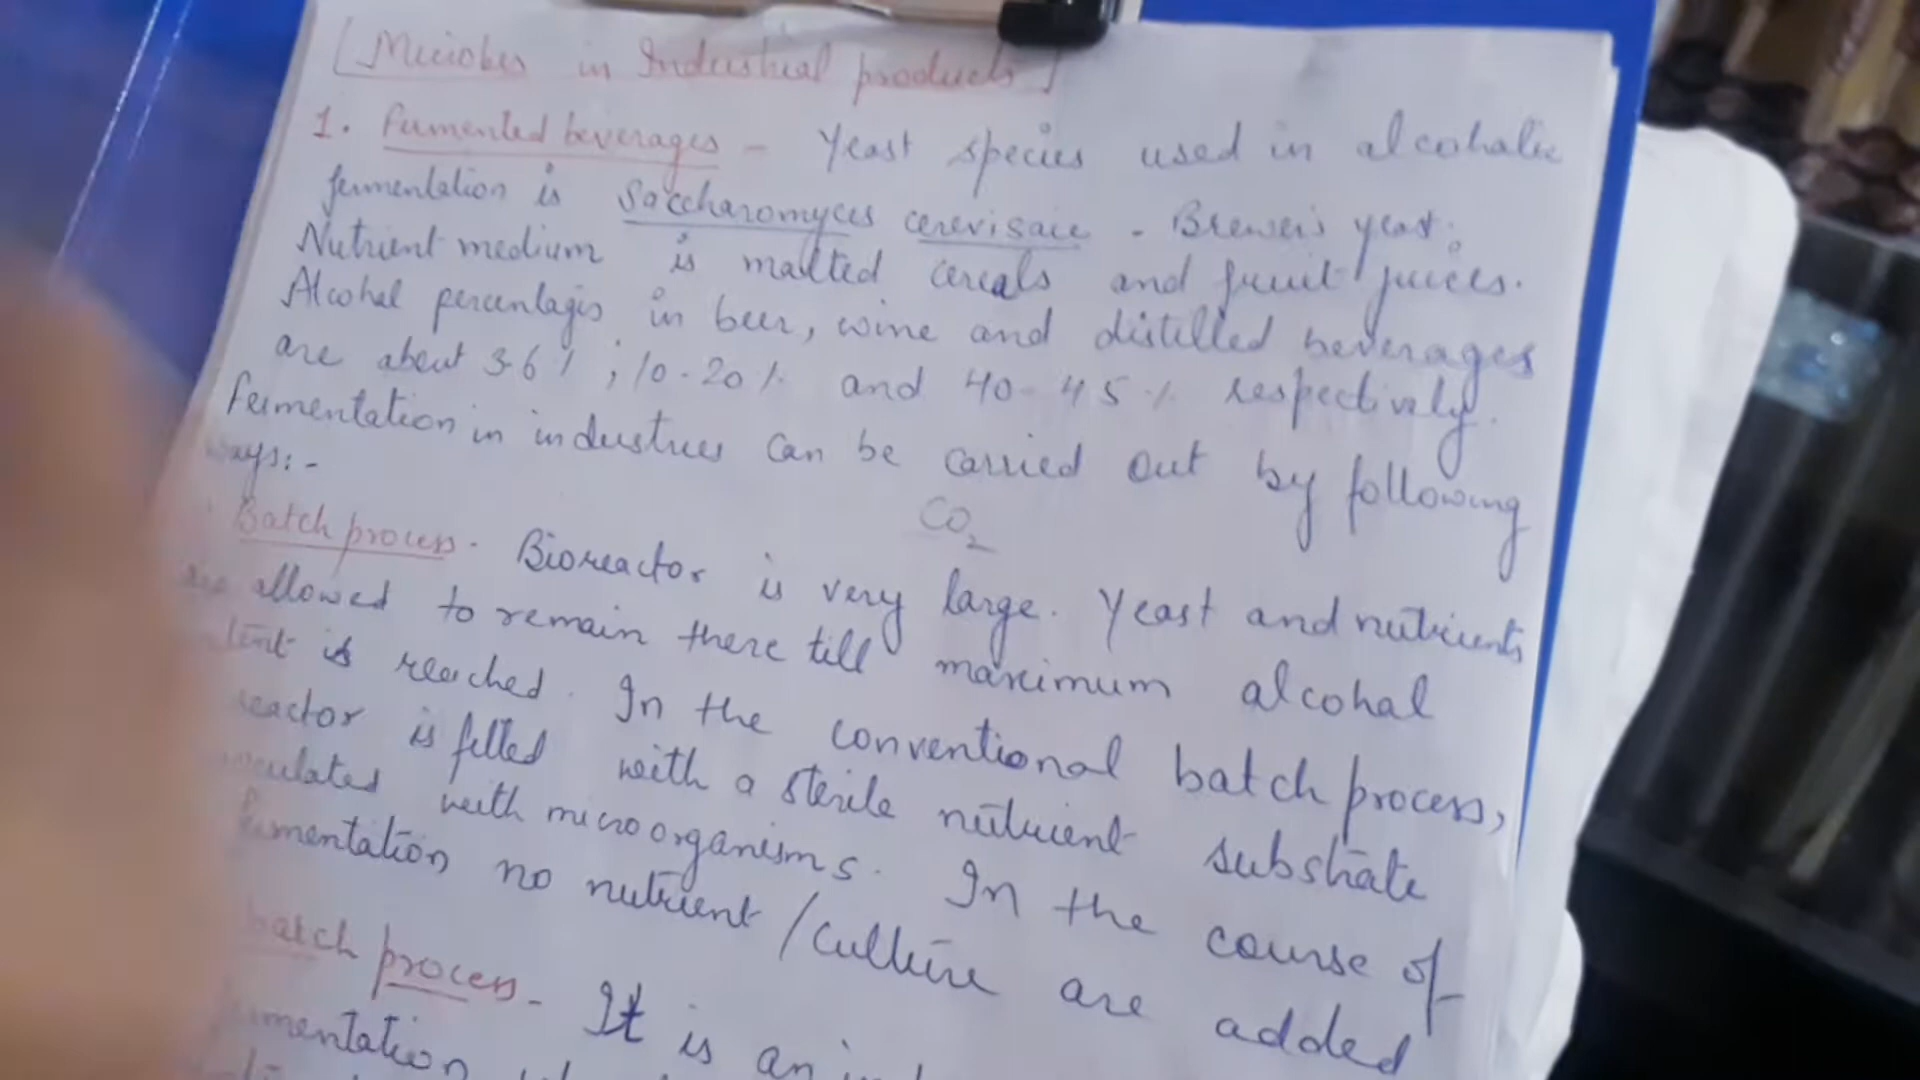 [Microbes in Industrial products]
1. Fermented beverages - Yeast species used in alcohalic
fermentation is Saccharomyces cerevisaie - Brewer's yeast.
Nutrient medium is malted cereals and fruit juices.
Alcohal percentages in beer, wine and distilled beverages
are about 3-6%; 10-20% and 40-45% respectively.
Fermentation in industries can be carried out by following
ways:-
CO2
Batch process - Bioreactor is very large. Yeast and nutrients
allowed to remain there till maximum alcohal
is reached. In the conventional batch process,
reactor is filled with a sterile nutrient substrate
with microorganisms. In the course of
no nutrient/culture are added
batch process - It is an